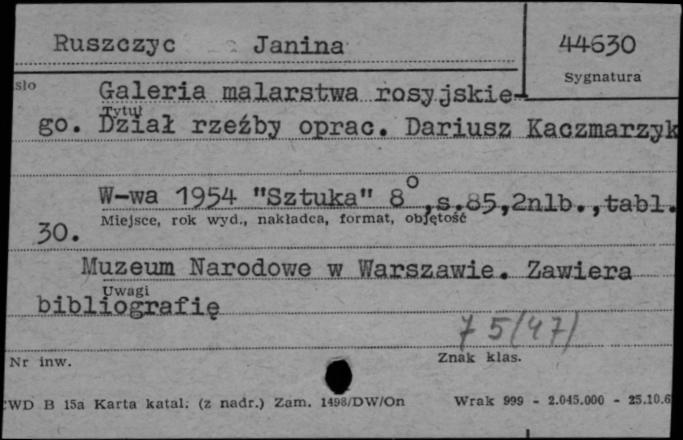 Ruszczyc Janina
44630
Sygnatura
sło
Galeria malarstwa rosyjskie-
Tytuł
go. Dział rzeźby oprac. Dariusz Kaczmarzyk
W-wa 1954 "Sztuka" 8°, s.85, 2nlb., tabl.
Miejsce, rok wyd., nakładca, format, objętość
30.
Muzeum Narodowe w Warszawie. Zawiera
Uwagi
bibliografię
7 5(47)
Nr inw.
Znak klas.
WD B 15a Karta katal. (z nadr.) Zam. 1498/DW/On
Wrak 999 - 2.045.000 - 25.10.6